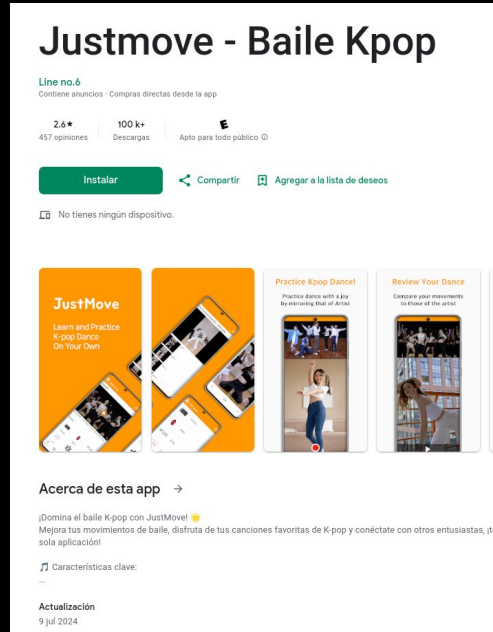 Justmove - Baile Kpop
Line no.6
Contiene anuncios · Compras directas desde la app
2.6★
457 opiniones
100 k+
Descargas
E
Apto para todo público
Instalar
Compartir
Agregar a la lista de deseos
No tienes ningún dispositivo.
JustMove
Learn and Practice
K-pop Dance
On Your Own
Practice Kpop Dance!
Practice dance with a joy
by mirroring that of Artist
Review Your Dance
Compare your movements
to those of the artist
Acerca de esta app →
¡Domina el baile K-pop con JustMove! 🌟
Mejora tus movimientos de baile, disfruta de tus canciones favoritas de K-pop y conéctate con otros entusiastas,
sola aplicación!
🎵 Características clave:
...
Actualización
9 jul 2024